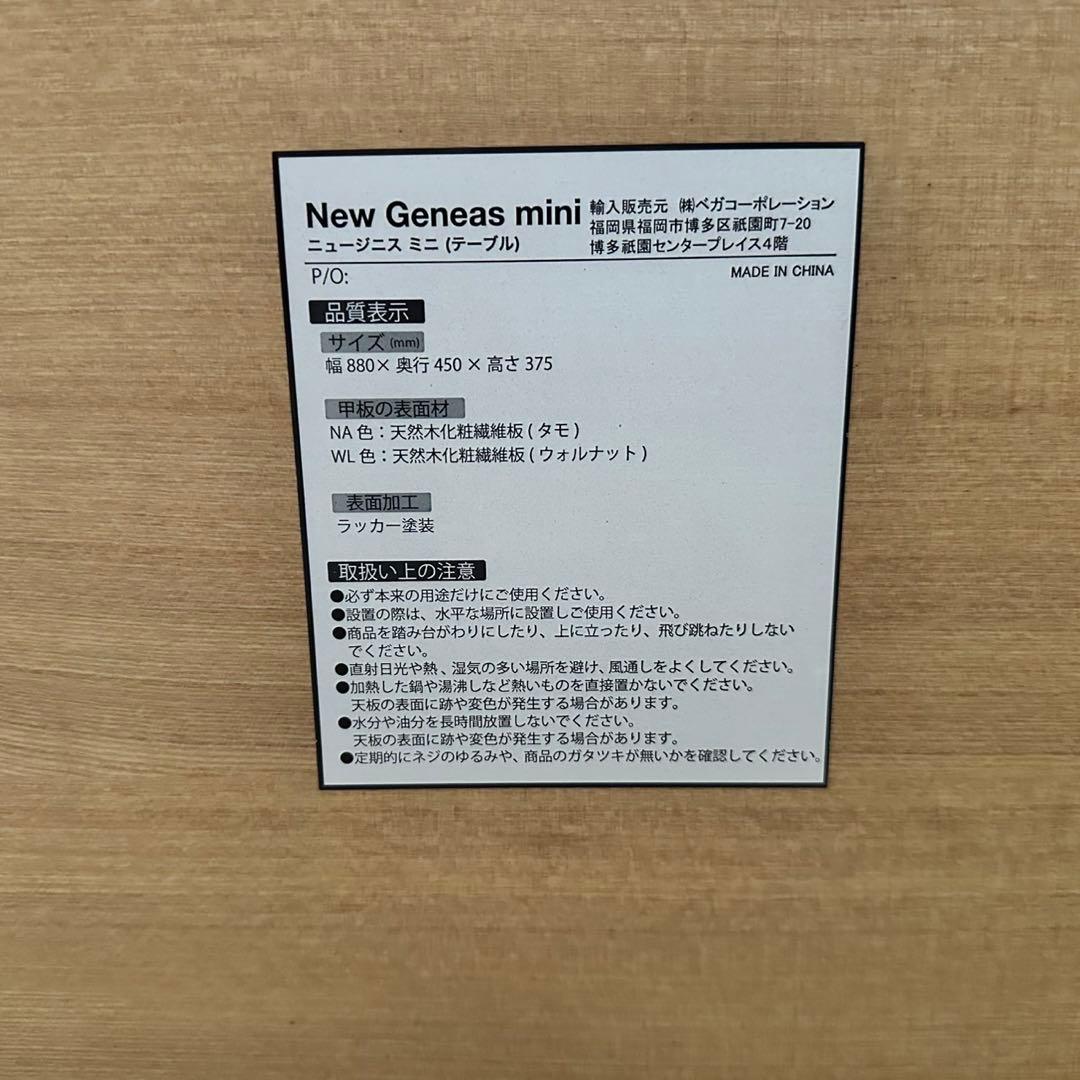 New Geneas mini
ニュージニス ミニ (テーブル)
輸入販売元 ㈱ベガコーポレーション
福岡県福岡市博多区祇園町7-20
博多祇園センタープレイス4階
P/O:
MADE IN CHINA
品質表示
サイズ(mm)
幅 880× 奥行 450 × 高さ 375
甲板の表面材
NA 色：天然木化粧繊維板 ( タモ )
WL 色：天然木化粧繊維板 ( ウォルナット )
表面加工
ラッカー塗装
取扱い上の注意
●必ず本来の用途だけにご使用ください。
●設置の際は、水平な場所に設置しご使用ください。
●商品を踏み台がわりにしたり、上に立ったり、飛び跳ねたりしない
でください。
●直射日光や熱、湿気の多い場所を避け、風通しをよくしてください。
●加熱した鍋や湯沸しなど熱いものを直接置かないでください。
天板の表面に跡や変色が発生する場合があります。
●水分や油分を長時間放置しないでください。
天板の表面に跡や変色が発生する場合があります。
●定期的にネジのゆるみや、商品のガタツキが無いかを確認してください。